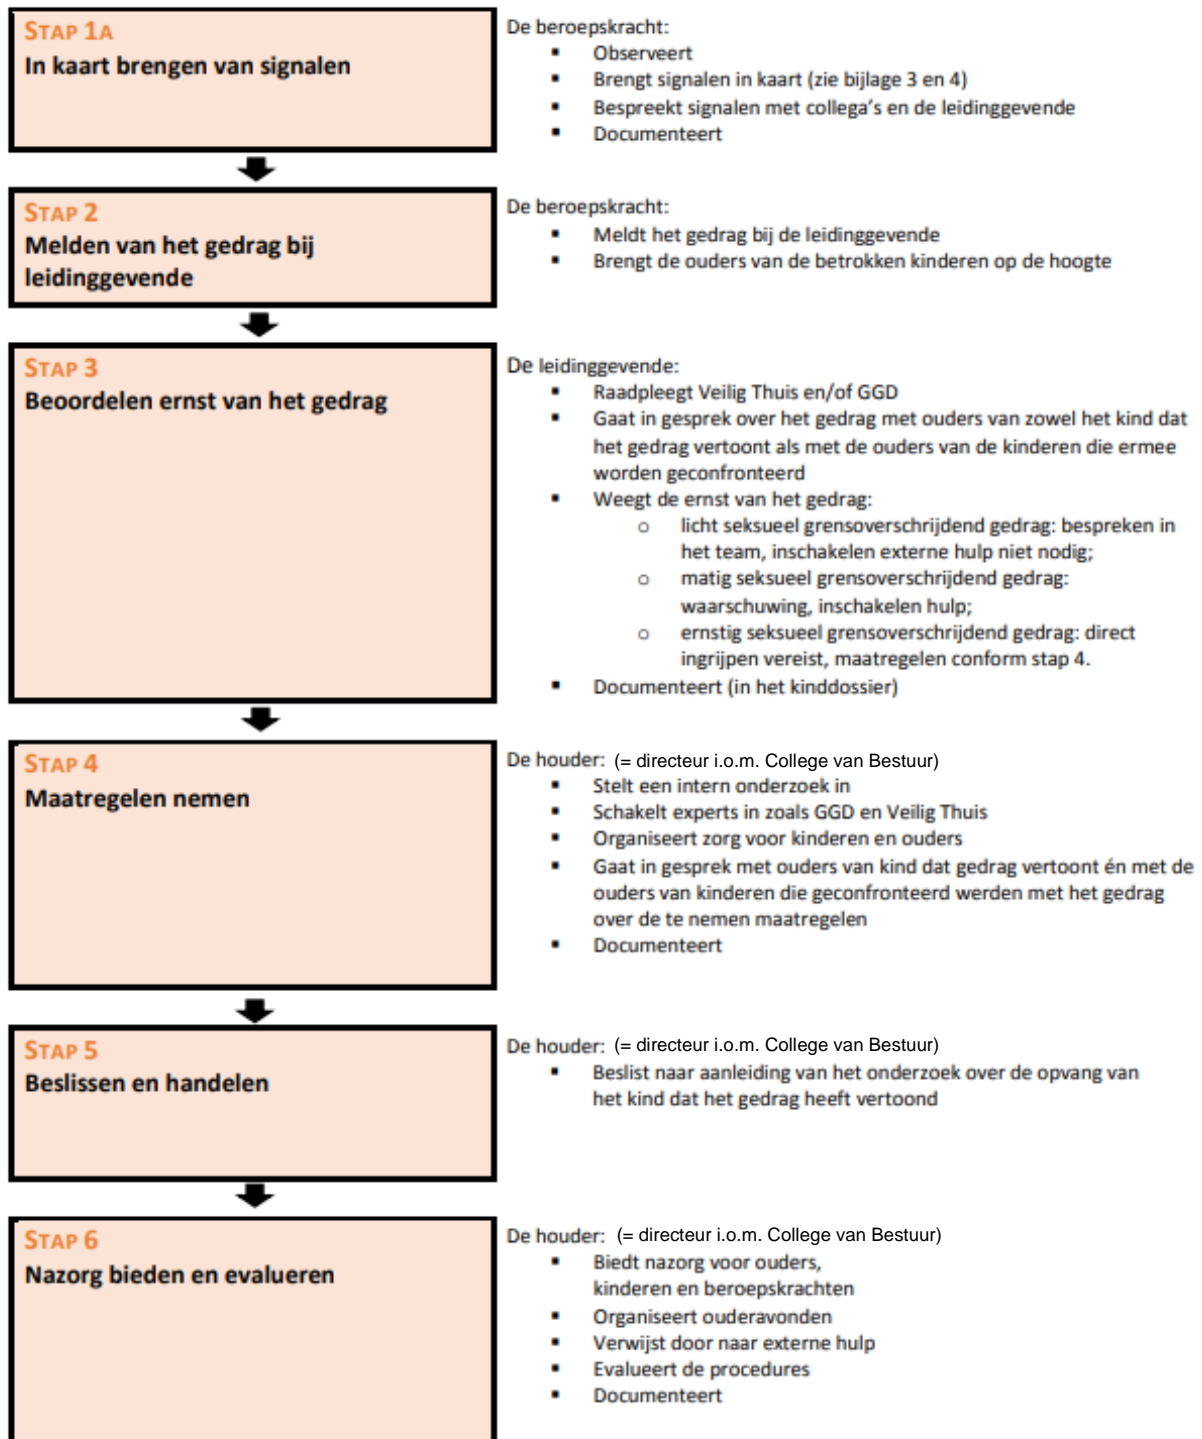 STAP 1A
In kaart brengen van signalen
De beroepskracht:
▪ Observeert
▪ Brengt signalen in kaart (zie bijlage 3 en 4)
▪ Bespreekt signalen met collega's en de leidinggevende
▪ Documenteert
STAP 2
Melden van het gedrag bij
leidinggevende
De beroepskracht:
▪ Meldt het gedrag bij de leidinggevende
▪ Brengt de ouders van de betrokken kinderen op de hoogte
STAP 3
Beoordelen ernst van het gedrag
De leidinggevende:
▪ Raadpleegt Veilig Thuis en/of GGD
▪ Gaat in gesprek over het gedrag met ouders van zowel het kind dat
het gedrag vertoont als met de ouders van de kinderen die ermee
worden geconfronteerd
▪ Weegt de ernst van het gedrag:
o licht seksueel grensoverschrijdend gedrag: bespreken in
het team, inschakelen externe hulp niet nodig;
o matig seksueel grensoverschrijdend gedrag:
waarschuwing, inschakelen hulp;
o ernstig seksueel grensoverschrijdend gedrag: direct
ingrijpen vereist, maatregelen conform stap 4.
▪ Documenteert (in het kinddossier)
STAP 4
Maatregelen nemen
De houder: (= directeur i.o.m. College van Bestuur)
▪ Stelt een intern onderzoek in
▪ Schakelt experts in zoals GGD en Veilig Thuis
▪ Organiseert zorg voor kinderen en ouders
▪ Gaat in gesprek met ouders van kind dat gedrag vertoont én met de
ouders van kinderen die geconfronteerd werden met het gedrag
over de te nemen maatregelen
▪ Documenteert
STAP 5
Beslissen en handelen
De houder: (= directeur i.o.m. College van Bestuur)
▪ Beslist naar aanleiding van het onderzoek over de opvang van
het kind dat het gedrag heeft vertoond
STAP 6
Nazorg bieden en evalueren
De houder: (= directeur i.o.m. College van Bestuur)
▪ Biedt nazorg voor ouders,
kinderen en beroepskrachten
▪ Organiseert ouderavonden
▪ Verwijst door naar externe hulp
▪ Evalueert de procedures
▪ Documenteert